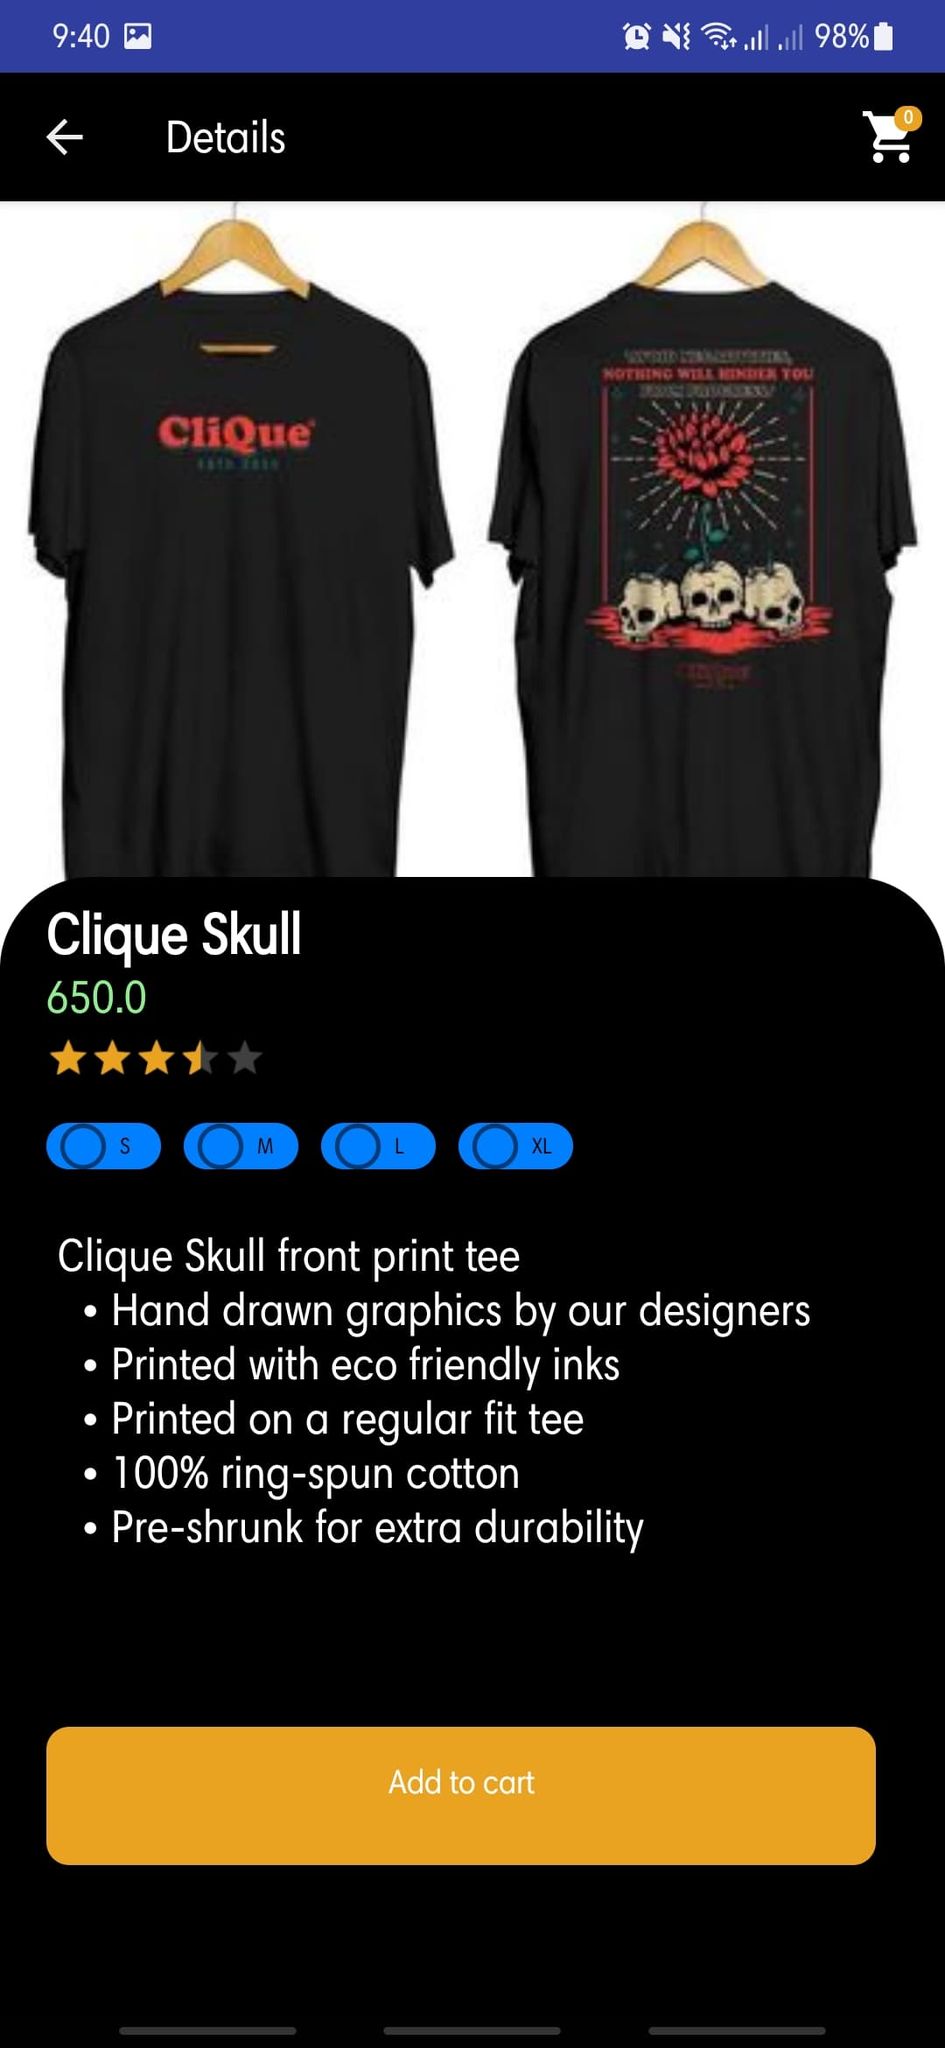 9:40
98%
Details
0
CliQue
NOTHING WILL HINDER YOU
Clique Skull
650.0
S M L XL
Clique Skull front print tee
• Hand drawn graphics by our designers
• Printed with eco friendly inks
• Printed on a regular fit tee
• 100% ring-spun cotton
• Pre-shrunk for extra durability
Add to cart